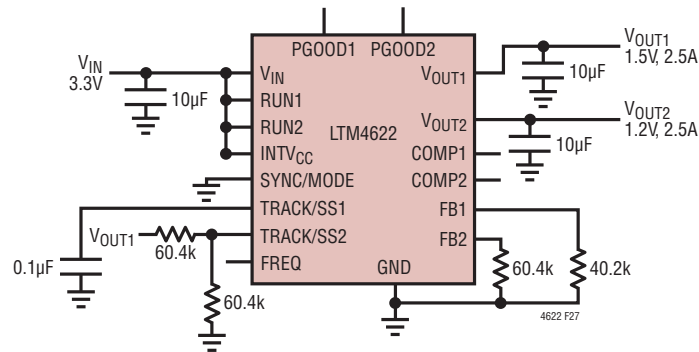 PGOOD1 PGOOD2
VIN
3.3V
10µF
VIN
RUN1
RUN2
INTVCC
SYNC/MODE
TRACK/SS1
TRACK/SS2
FREQ
LTM4622
GND
VOUT1
VOUT2
COMP1
COMP2
FB1
FB2
VOUT1
1.5V, 2.5A
10µF
VOUT2
1.2V, 2.5A
10µF
VOUT1
60.4k
0.1µF
60.4k
60.4k
40.2k
4622 F27